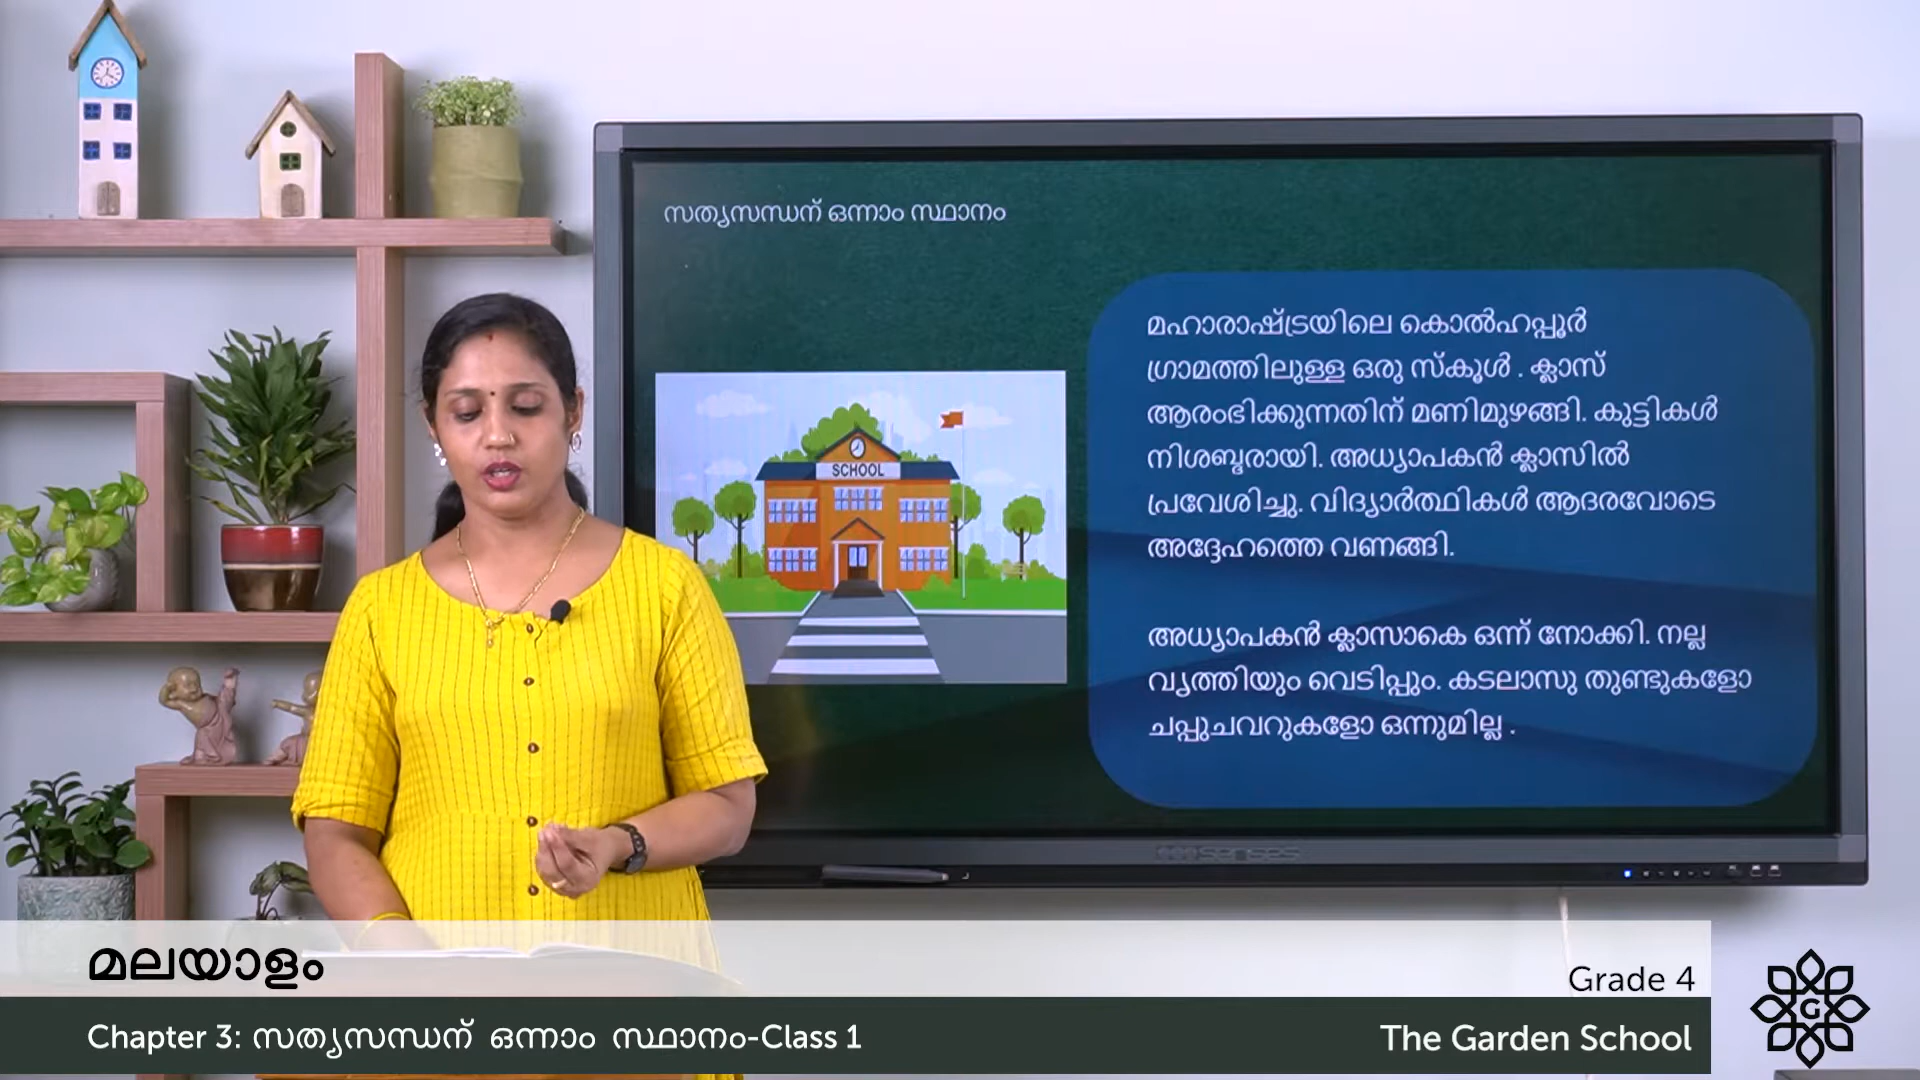 സത്യസന്ധന് ഒന്നാം സ്ഥാനം
മഹാരാഷ്ട്രയിലെ കൊൽഹപ്പൂർ
ഗ്രാമത്തിലുള്ള ഒരു സ്കൂൾ . ക്ലാസ്
ആരംഭിക്കുന്നതിന് മണിമുഴങ്ങി. കുട്ടികൾ
നിശബ്ദരായി. അധ്യാപകൻ ക്ലാസിൽ
പ്രവേശിച്ചു. വിദ്യാർത്ഥികൾ ആദരവോടെ
അദ്ദേഹത്തെ വണങ്ങി.
അധ്യാപകൻ ക്ലാസാകെ ഒന്ന് നോക്കി. നല്ല
വൃത്തിയും വെടിപ്പും. കടലാസു തുണ്ടുകളോ
ചപ്പുചവറുകളോ ഒന്നുമില്ല .
SCHOOL
മലയാളം
Grade 4
Chapter 3: സത്യസന്ധന് ഒന്നാം സ്ഥാനം-Class 1
The Garden School
G